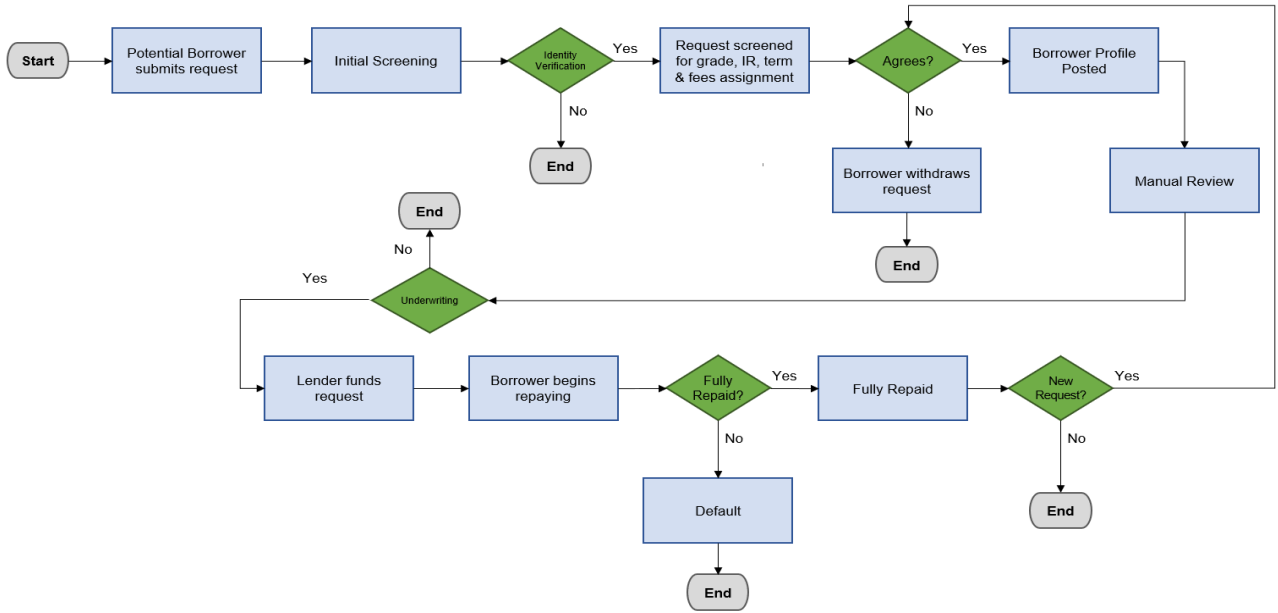 Start
Potential Borrower
submits request
Initial Screening
Identity
Verification
Yes
No
End
Request screened
for grade, IR, term
& fees assignment
Agrees?
Yes
No
Borrower withdraws
request
End
Borrower Profile
Posted
Manual Review
Underwriting
No
End
Yes
Lender funds
request
Borrower begins
repaying
Fully
Repaid?
Yes
No
Default
End
Fully Repaid
New
Request?
Yes
No
End